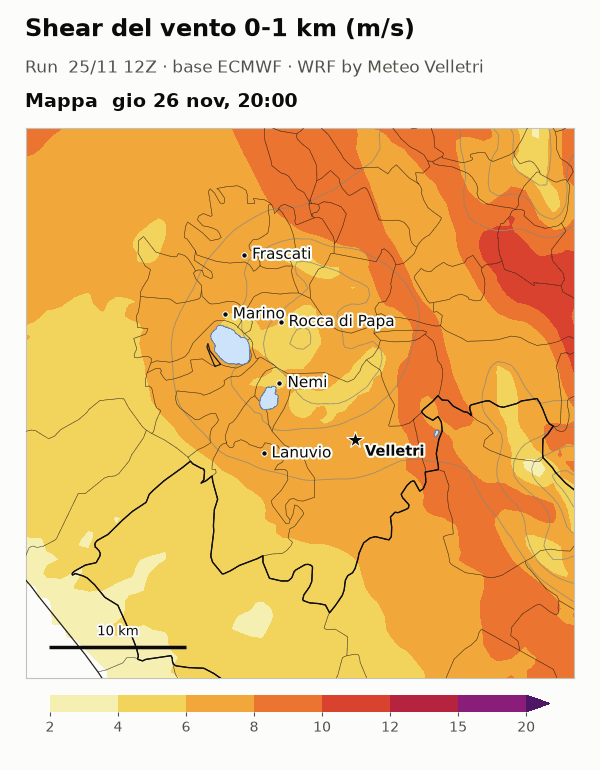 Shear del vento 0-1 km (m/s)
Run  25/11 12Z · base ECMWF · WRF by Meteo Velletri
Mappa  gio 26 nov, 20:00
Frascati
Marino
Rocca di Papa
Nemi
Velletri
Lanuvio
10 km
2 4 6 8 10 12 15 20